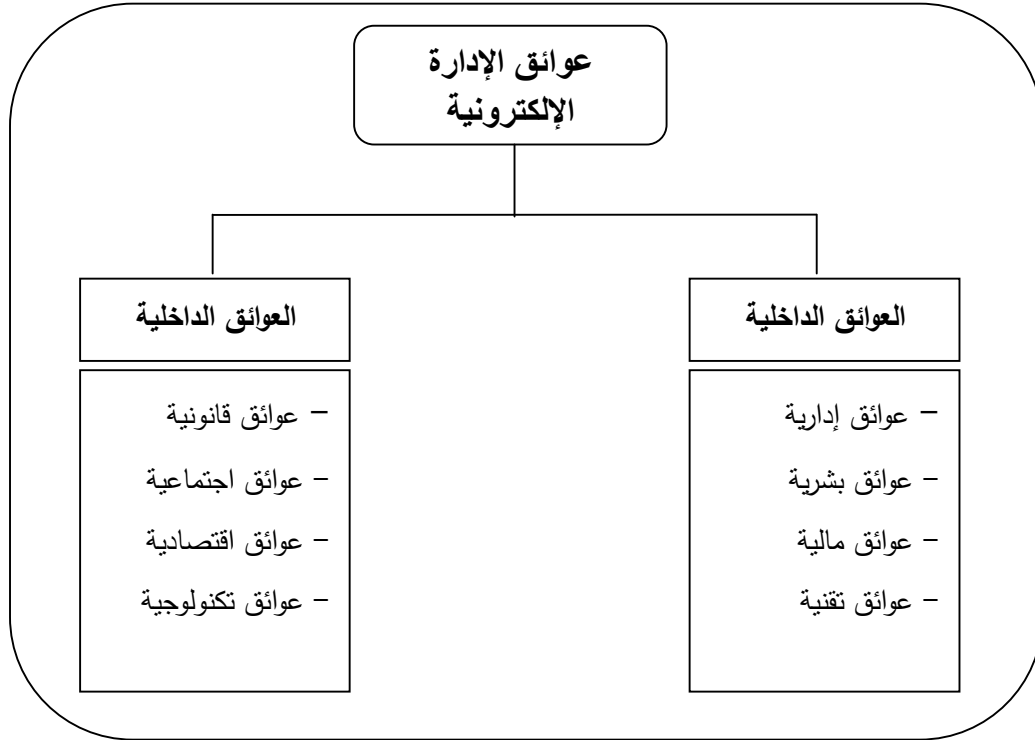 عوائق الإدارة
الإلكترونية
العوائق الداخلية
– عوائق إدارية
– عوائق بشرية
– عوائق مالية
– عوائق تقنية
العوائق الداخلية
– عوائق قانونية
– عوائق اجتماعية
– عوائق اقتصادية
– عوائق تكنولوجية